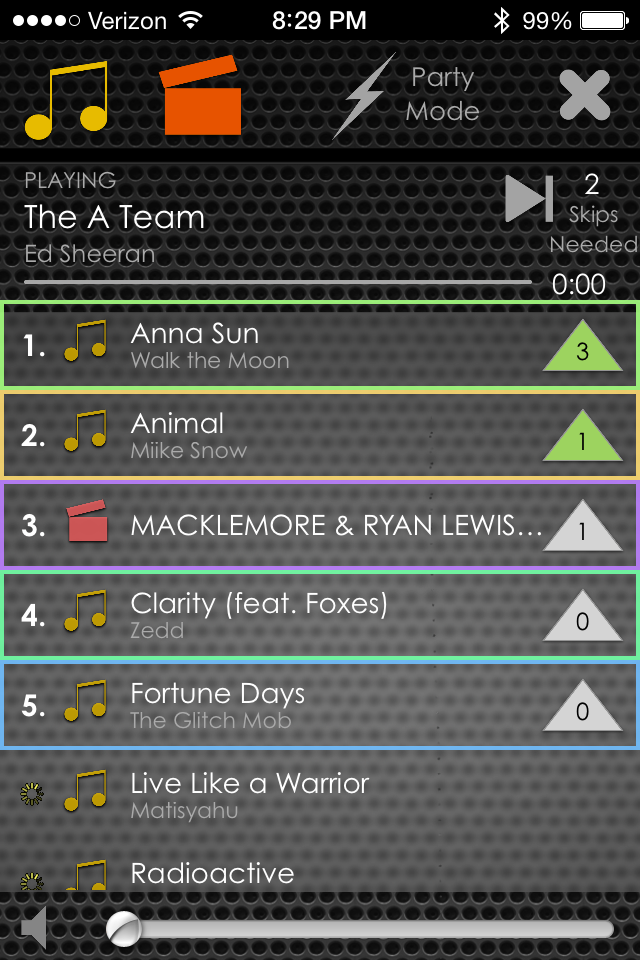 Verizon 8:29 PM 99%
Party
Mode
PLAYING
The A Team
Ed Sheeran
2
Skips
Needed
0:00
1. Anna Sun
Walk the Moon
3
2. Animal
Miike Snow
1
3. MACKLEMORE & RYAN LEWIS...
1
4. Clarity (feat. Foxes)
Zedd
0
5. Fortune Days
The Glitch Mob
0
Live Like a Warrior
Matisyahu
Radioactive